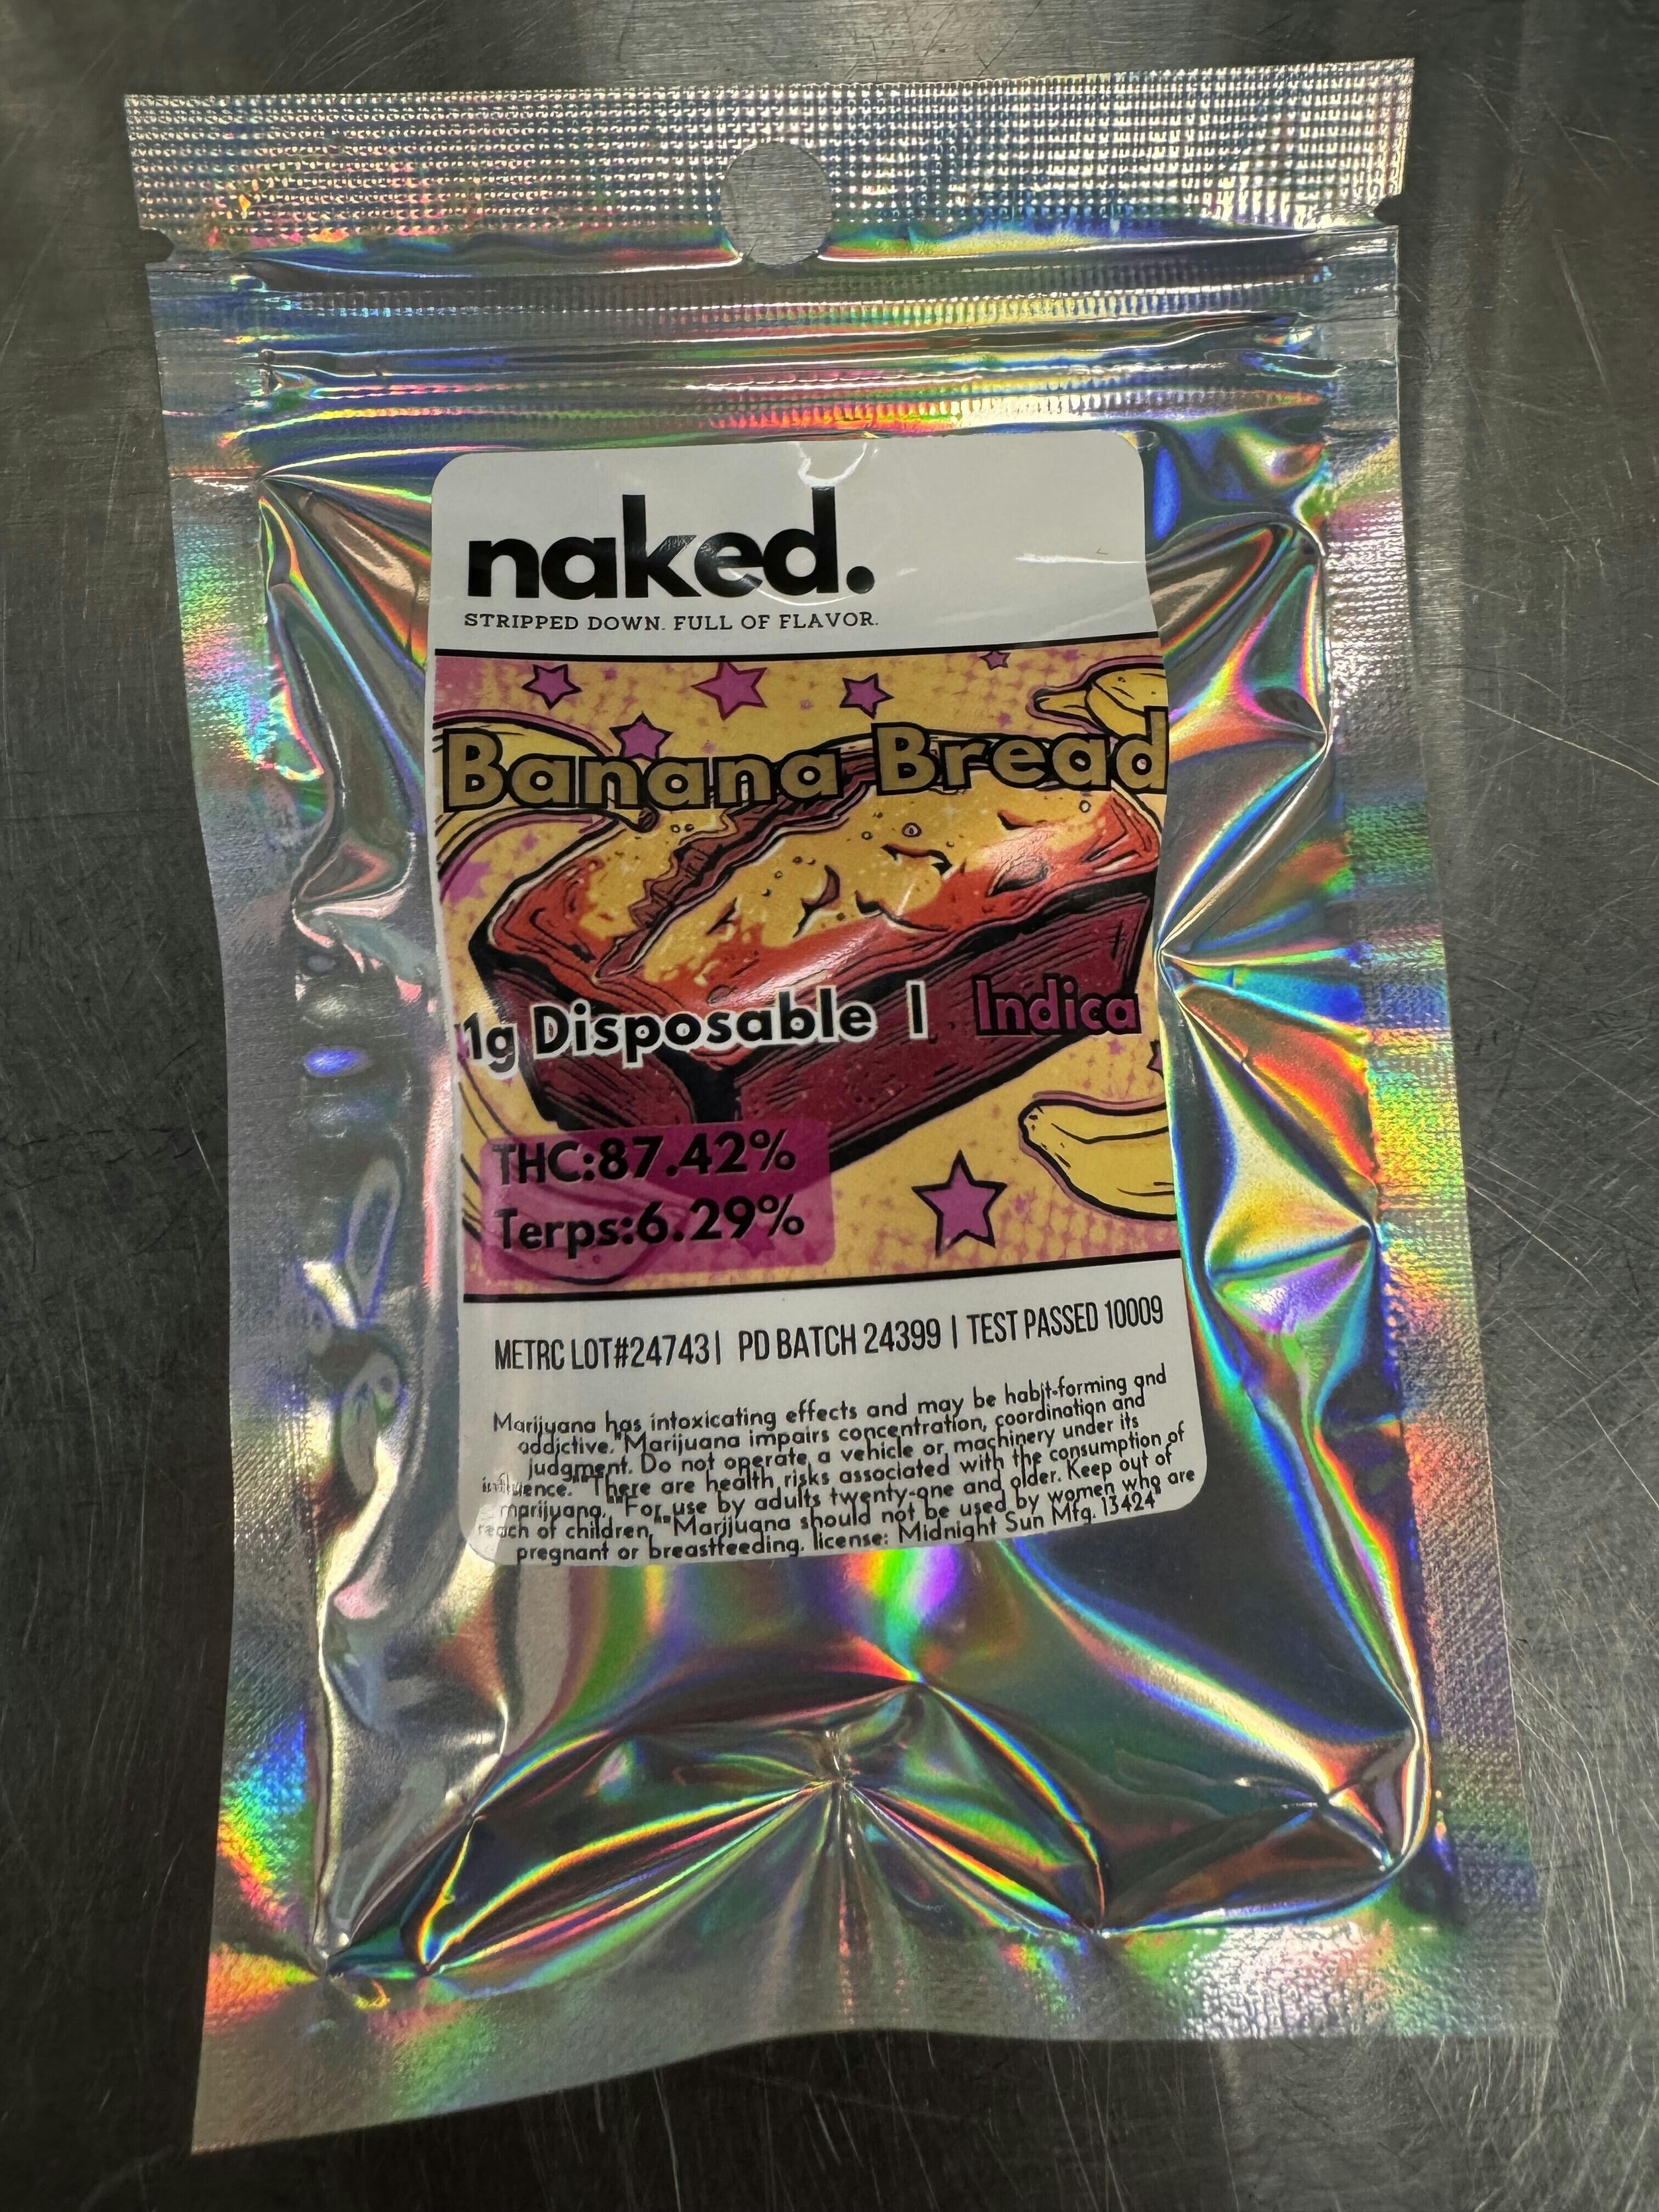 naked.
STRIPPED DOWN. FULL OF FLAVOR.
Banana Bread
1g Disposable | Indica
THC:87.42%
Terps:6.29%
METRC LOT#24743| PD BATCH 24399 | TEST PASSED 10009
Marijuana has intoxicating effects and may be habit-forming and
addictive."Marijuana impairs concentration, coordination and
judgment. Do not operate a vehicle or machinery under its
influence.""There are health risks associated with the consumption of
marijuana.""For use by adults twenty-one and older. Keep out of
reach of children.""Marijuana should not be used by women who are
pregnant or breastfeeding. license: Midnight Sun Mfg. 13424